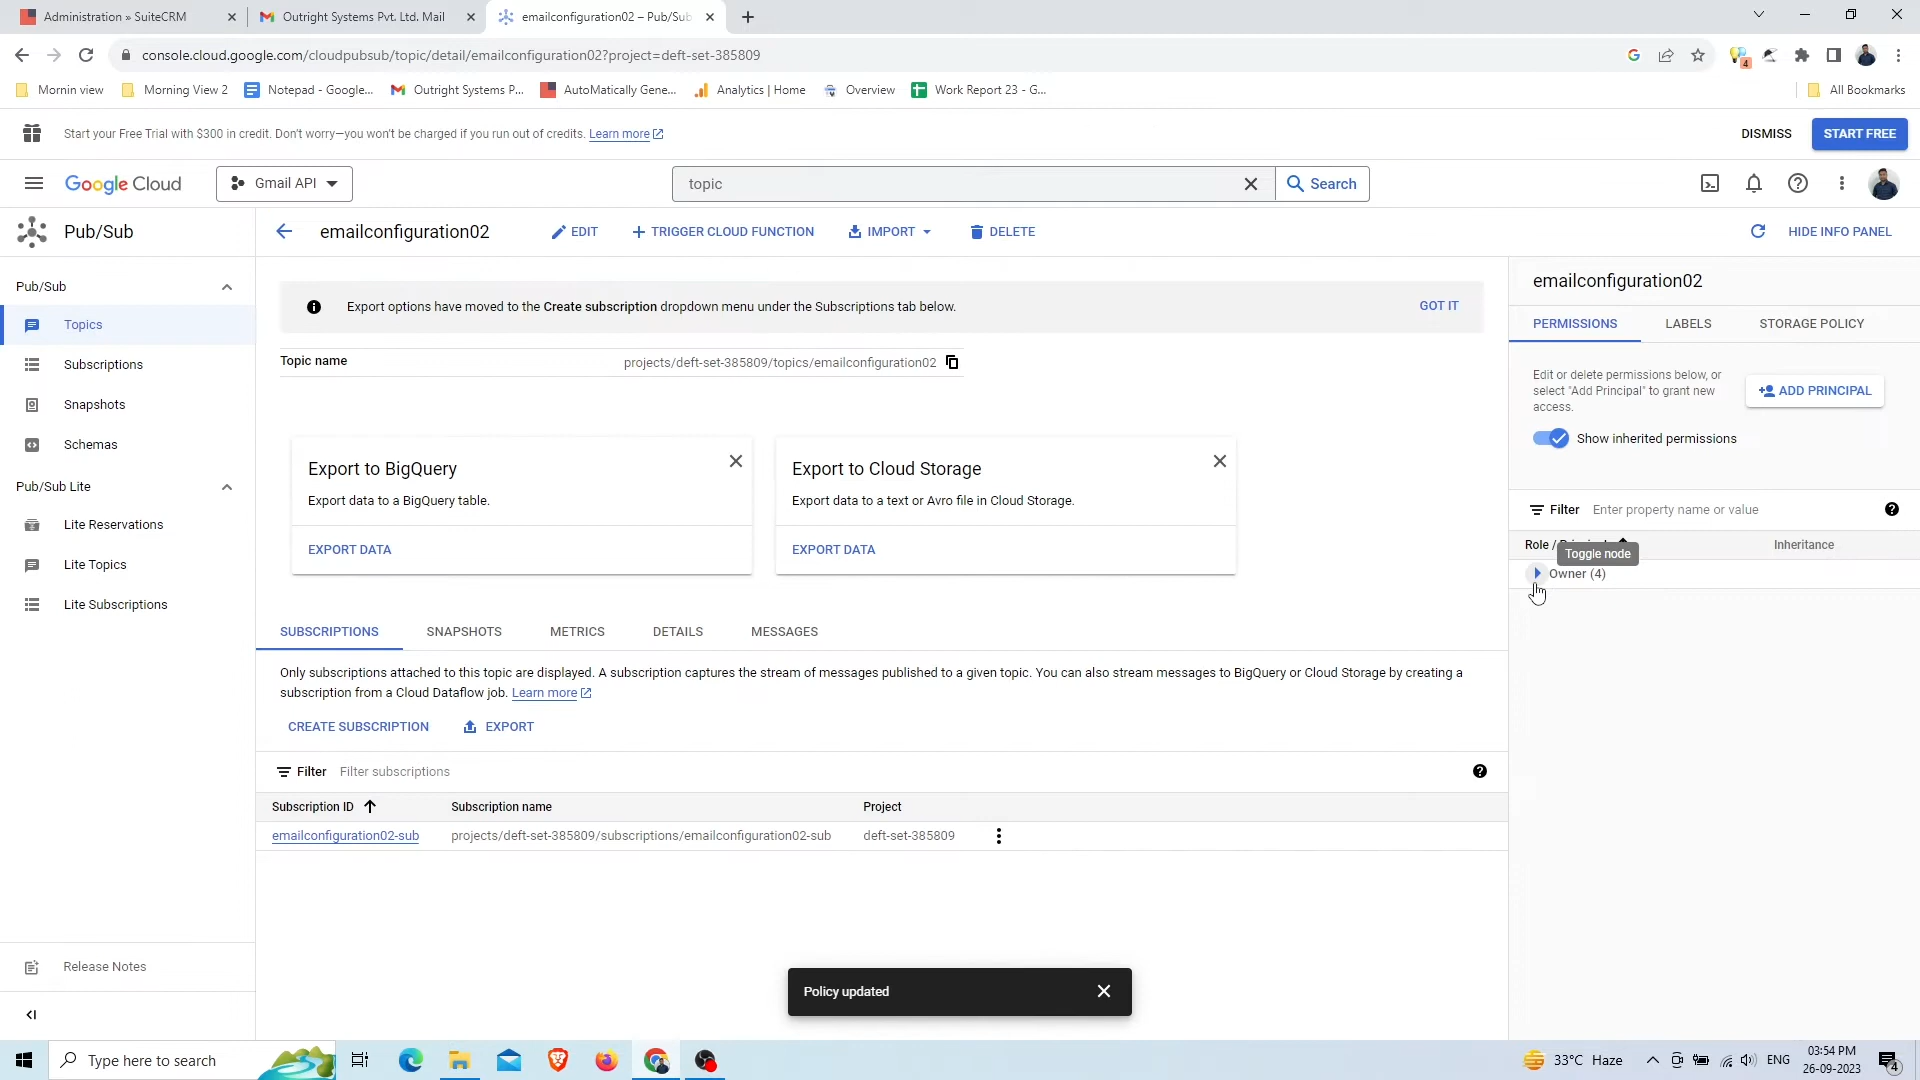 Administration » SuiteCRM
Outright Systems Pvt. Ltd. Mail
emailconfiguration02 – Pub/Sub
console.cloud.google.com/cloudpubsub/topic/detail/emailconfiguration02?project=deft-set-385809
4
Mornin view
Morning View 2
Notepad - Google...
Outright Systems P...
AutoMatically Gene...
Analytics | Home
Overview
Work Report 23 - G...
All Bookmarks
Start your Free Trial with $300 in credit. Don't worry—you won't be charged if you run out of credits. Learn more
DISMISS
START FREE
Google Cloud
Gmail API
topic
Search
Pub/Sub
emailconfiguration02
EDIT
TRIGGER CLOUD FUNCTION
IMPORT
DELETE
HIDE INFO PANEL
Pub/Sub
Topics
Subscriptions
Snapshots
Schemas
Pub/Sub Lite
Lite Reservations
Lite Topics
Lite Subscriptions
Release Notes
Export options have moved to the Create subscription dropdown menu under the Subscriptions tab below.
GOT IT
Topic name
projects/deft-set-385809/topics/emailconfiguration02
Export to BigQuery
Export data to a BigQuery table.
EXPORT DATA
Export to Cloud Storage
Export data to a text or Avro file in Cloud Storage.
EXPORT DATA
SUBSCRIPTIONS
SNAPSHOTS
METRICS
DETAILS
MESSAGES
Only subscriptions attached to this topic are displayed. A subscription captures the stream of messages published to a given topic. You can also stream messages to BigQuery or Cloud Storage by creating a
subscription from a Cloud Dataflow job. Learn more
CREATE SUBSCRIPTION
EXPORT
Filter
Filter subscriptions
Subscription ID
Subscription name
Project
emailconfiguration02-sub
projects/deft-set-385809/subscriptions/emailconfiguration02-sub
deft-set-385809
Policy updated
emailconfiguration02
PERMISSIONS
LABELS
STORAGE POLICY
Edit or delete permissions below, or
select "Add Principal" to grant new
access.
ADD PRINCIPAL
Show inherited permissions
Filter
Enter property name or value
Role /
Inheritance
Toggle node
Owner (4)
Type here to search
33°C Haze
ENG
03:54 PM
26-09-2023
4